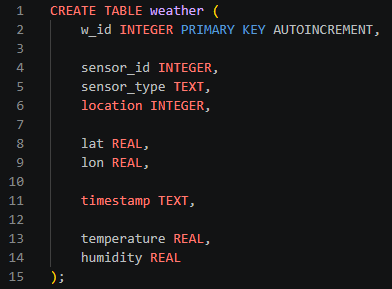 1 CREATE TABLE weather (
2     w_id INTEGER PRIMARY KEY AUTOINCREMENT,
3
4     sensor_id INTEGER,
5     sensor_type TEXT,
6     location INTEGER,
7
8     lat REAL,
9     lon REAL,
10
11     timestamp TEXT,
12
13     temperature REAL,
14     humidity REAL
15 );